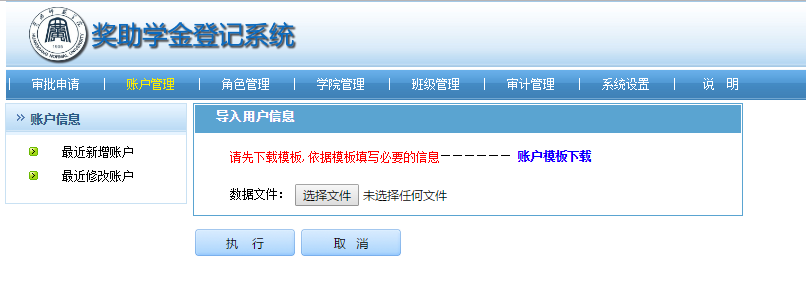 奖助学金登记系统
审批申请 账户管理 角色管理 学院管理 班级管理 审计管理 系统设置 说 明
账户信息
最近新增账户
最近修改账户
导入用户信息
请先下载模板,依据模板填写必要的信息------ 账户模板下载
数据文件: 选择文件 未选择任何文件
执 行 取 消